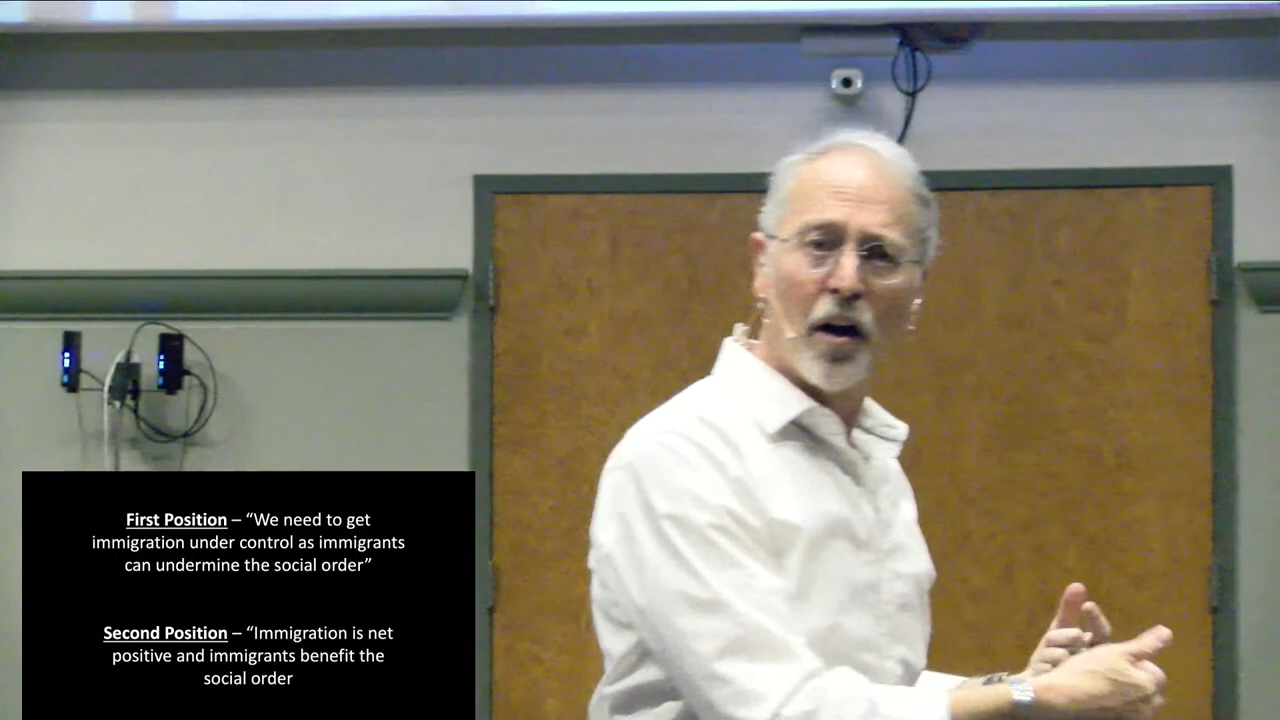 First Position – “We need to get
immigration under control as immigrants
can undermine the social order”
Second Position – “Immigration is net
positive and immigrants benefit the
social order